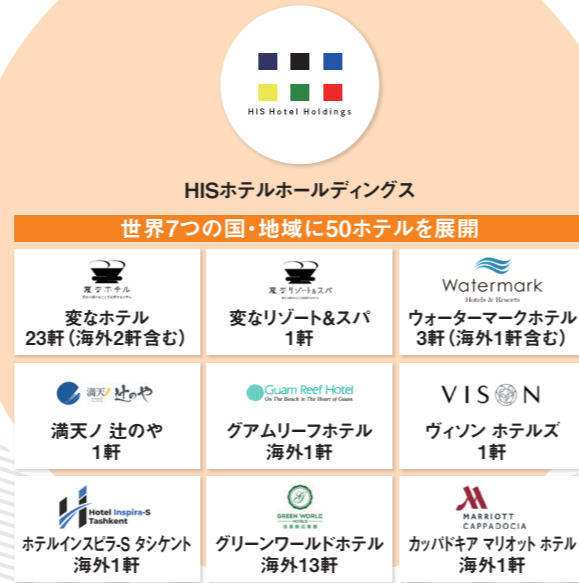 HIS Hotel Holdings
HISホテルホールディングス
世界7つの国・地域に50ホテルを展開
変なホテル
変なホテル
23軒（海外2軒含む）
変なリゾート&スパ
変なリゾート&スパ
1軒
Watermark
Hotels & Resorts
ウォーターマークホテル
3軒（海外1軒含む）
満天ノ 辻のや
満天ノ 辻のや
1軒
Guam Reef Hotel
On The Beach in The Heart of Guam
グアムリーフホテル
海外1軒
VISON
ヴィソン ホテルズ
1軒
Hotel Inspira-S
Tashkent
ホテルインスピラ-S タシケント
海外1軒
GREEN WORLD
HOTELS
グリーンワールドホテル
海外13軒
MARRIOTT
CAPPADOCIA
カッパドキア マリオット ホテル
海外1軒